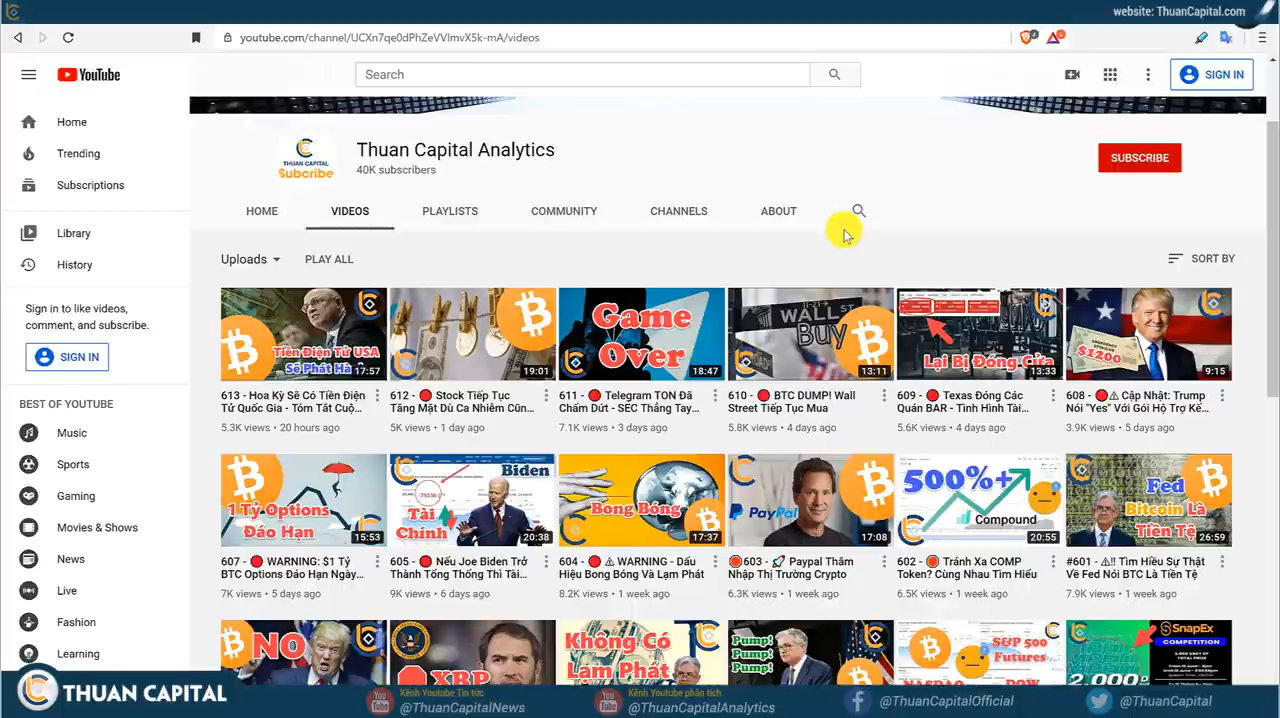 website: ThuanCapital.com
youtube.com/channel/UCXn7qe0dPhZeVVlmvX5k-mA/videos
YouTube
Search
SIGN IN
Home
Trending
Subscriptions
Library
History
Sign in to like videos,
comment, and subscribe.
SIGN IN
BEST OF YOUTUBE
Music
Sports
Gaming
Movies & Shows
News
Live
Fashion
Learning
THUAN CAPITAL
Subcribe
Thuan Capital Analytics
40K subscribers
SUBSCRIBE
HOME
VIDEOS
PLAYLISTS
COMMUNITY
CHANNELS
ABOUT
Uploads
PLAY ALL
SORT BY
Tiền Điện Tử USA
Sẽ Phát Hà
17:57
613 - Hoa Kỳ Sẽ Có Tiền Điện
Tử Quốc Gia - Tóm Tắt Cuộ...
5.3K views • 20 hours ago
19:01
612 - Stock Tiếp Tục
Tăng Mặt Dù Ca Nhiễm Cũn...
5K views • 1 day ago
Game
Over
18:47
611 - Telegram TON Đã
Chấm Dứt - SEC Thắng Tay...
7.1K views • 3 days ago
WALL ST
Buy
13:11
610 - BTC DUMP! Wall
Street Tiếp Tục Mua
5.8K views • 4 days ago
Lại Bị Đóng Cửa
13:33
609 - Texas Đóng Các
Quán BAR - Tình Hình Tài...
5.6K views • 4 days ago
$1200
9:15
608 - Cập Nhật: Trump
Nói "Yes" Với Gói Hộ Trợ Kế...
3.9K views • 5 days ago
1 Tỷ Options
Đáo Hạn
15:53
607 - WARNING: $1 Tỷ
BTC Options Đáo Hạn Ngày...
7K views • 5 days ago
Biden
Tài
Chính
20:38
605 - Nếu Joe Biden Trở
Thành Tổng Thống Thì Tài...
9K views • 6 days ago
Bong Bóng
17:37
604 - WARNING - Dấu
Hiệu Bong Bóng Và Lạm Phát
8.2K views • 1 week ago
PayPal
17:08
603 - Paypal Thâm
Nhập Thị Trường Crypto
6.3K views • 1 week ago
500%+
Compound
20:55
602 - Tránh Xa COMP
Token? Cùng Nhau Tìm Hiểu
6.5K views • 1 week ago
Fed
Bitcoin Là
Tiền Tệ
26:59
#601 - !! Tìm Hiểu Sự Thật
Về Fed Nói BTC Là Tiền Tệ
7.9K views • 1 week ago
NO
XRP
Không Có
Lạm Phát
Pump!
Pump!
Pump!
S&P 500
Futures
NASDAQ
DOW
SnapEx
COMPETITION
2,000
THUAN CAPITAL
Kênh Youtube Tin tức
@ThuanCapitalNews
Kênh Youtube phân tích
@ThuanCapitalAnalytics
@ThuanCapitalOfficial
@ThuanCapital